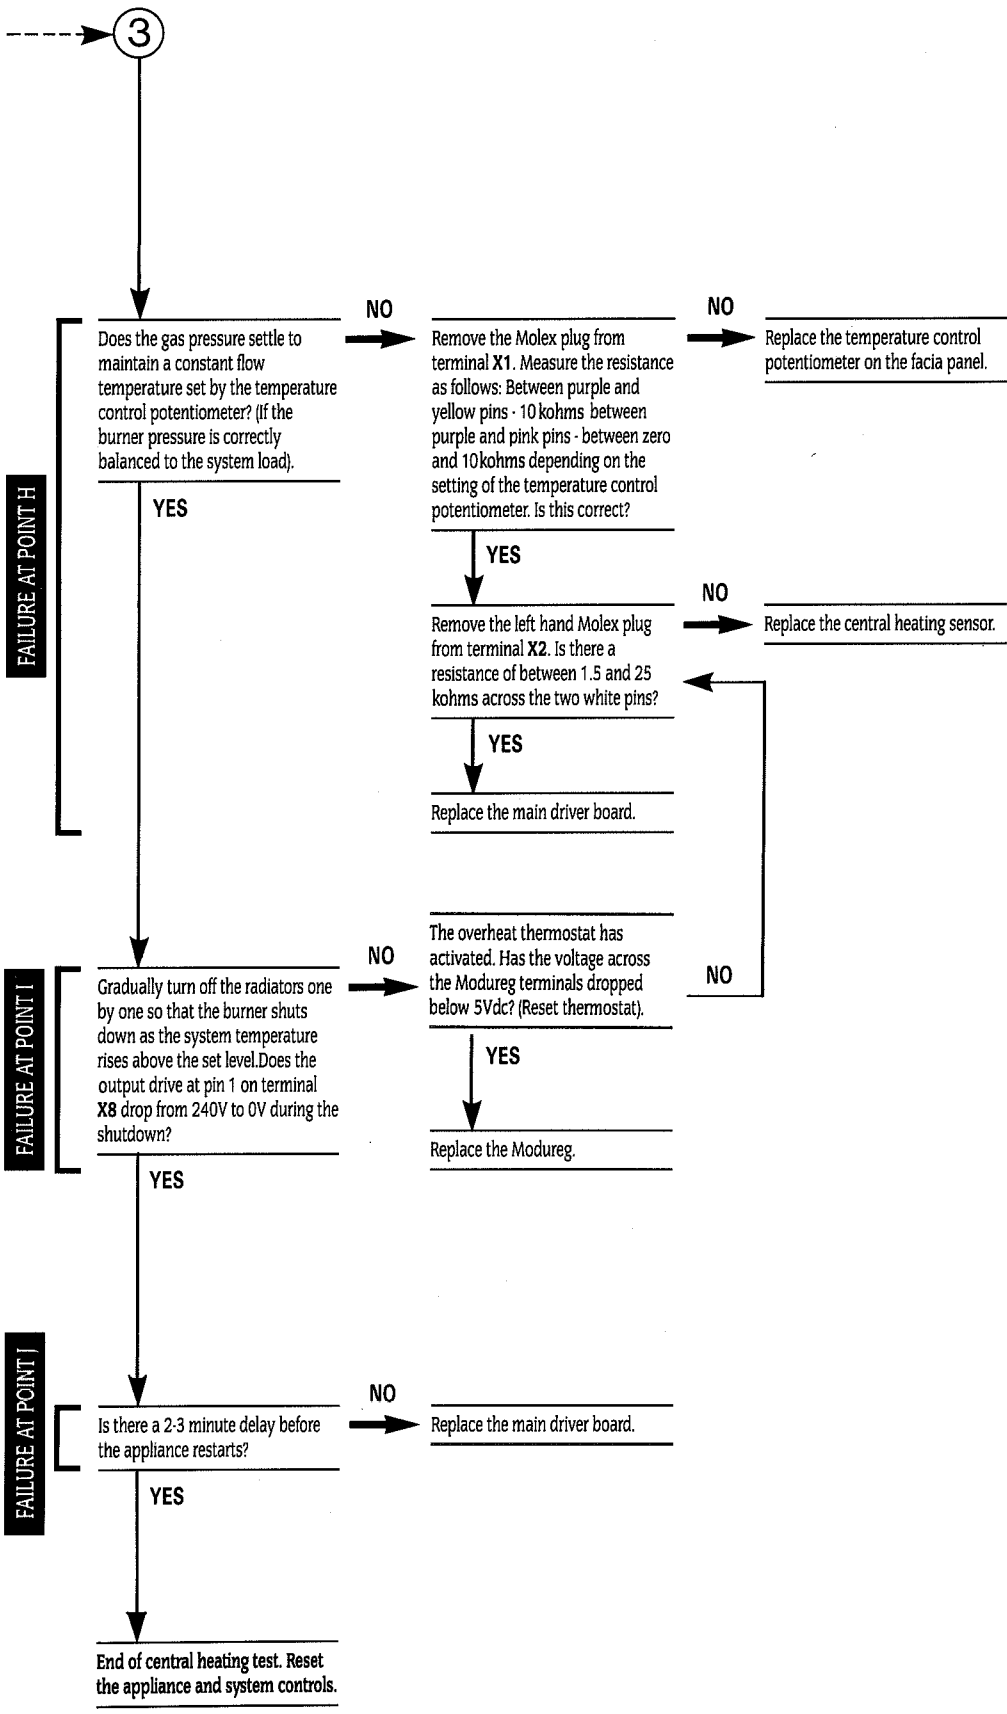 3
FAILURE AT POINT H
Does the gas pressure settle to
maintain a constant flow
temperature set by the temperature
control potentiometer? (If the
burner pressure is correctly
balanced to the system load).
NO
Remove the Molex plug from
terminal X1. Measure the resistance
as follows: Between purple and
yellow pins - 10 kohms between
purple and pink pins - between zero
and 10kohms depending on the
setting of the temperature control
potentiometer. Is this correct?
NO
Replace the temperature control
potentiometer on the facia panel.
YES
YES
Remove the left hand Molex plug
from terminal X2. Is there a
resistance of between 1.5 and 25
kohms across the two white pins?
NO
Replace the central heating sensor.
YES
Replace the main driver board.
FAILURE AT POINT I
Gradually turn off the radiators one
by one so that the burner shuts
down as the system temperature
rises above the set level.Does the
output drive at pin 1 on terminal
X8 drop from 240V to 0V during the
shutdown?
NO
The overheat thermostat has
activated. Has the voltage across
the Modureg terminals dropped
below 5Vdc? (Reset thermostat).
NO
YES
Replace the Modureg.
YES
FAILURE AT POINT J
Is there a 2-3 minute delay before
the appliance restarts?
NO
Replace the main driver board.
YES
End of central heating test. Reset
the appliance and system controls.